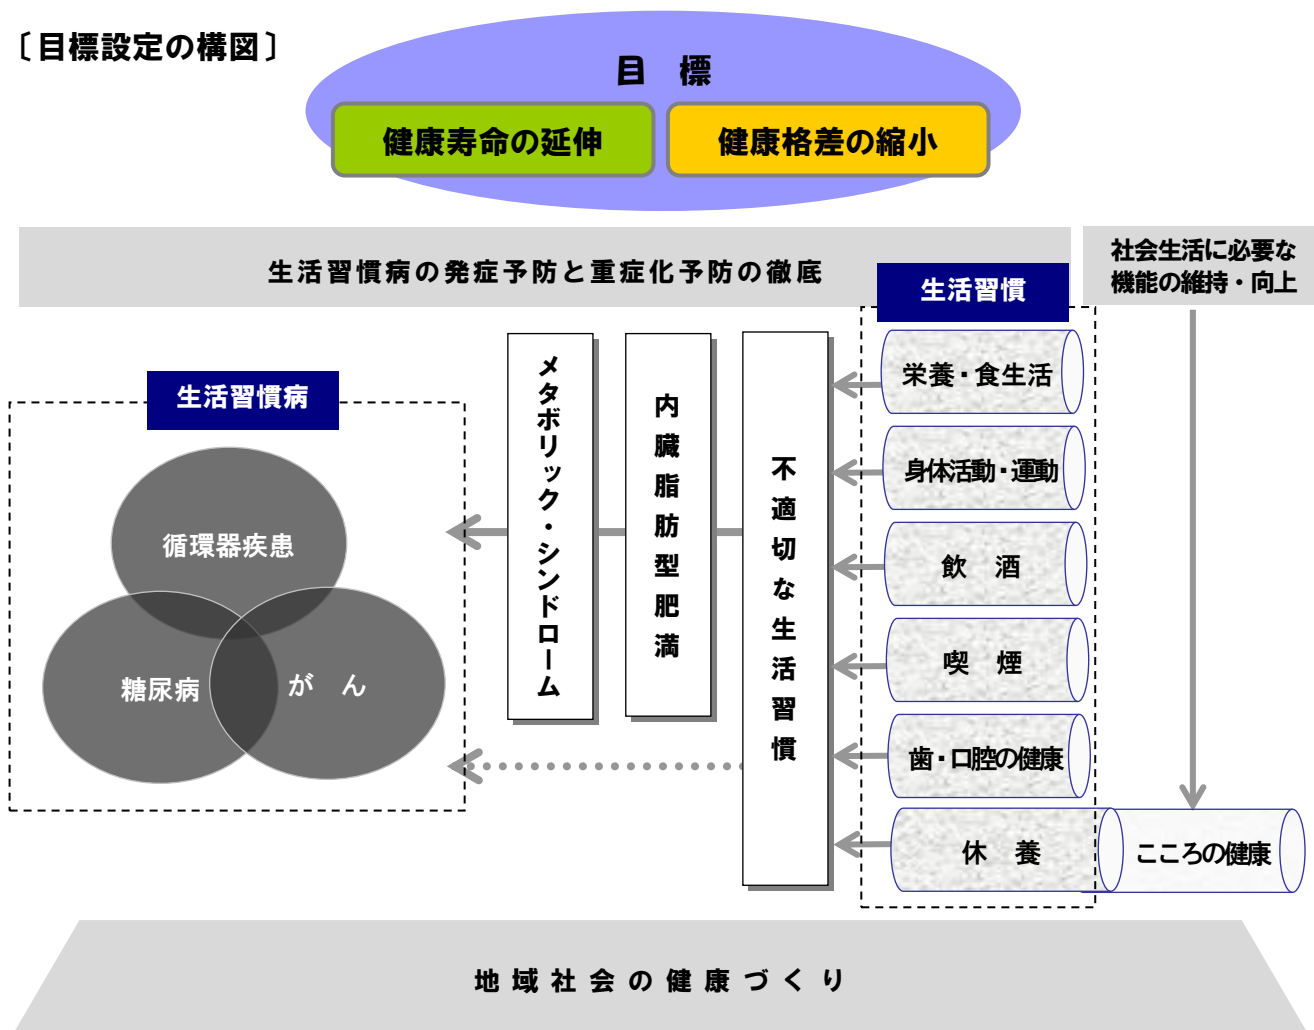 〔目標設定の構図〕
目　標
健康寿命の延伸
健康格差の縮小
生活習慣病の発症予防と重症化予防の徹底
社会生活に必要な
機能の維持・向上
生活習慣
生活習慣病
循環器疾患
糖尿病
がん
メタボリック・シンドローム
内臓脂肪型肥満
不適切な生活習慣
栄養・食生活
身体活動・運動
飲　酒
喫　煙
歯・口腔の健康
休　養
こころの健康
地域社会の健康づくり